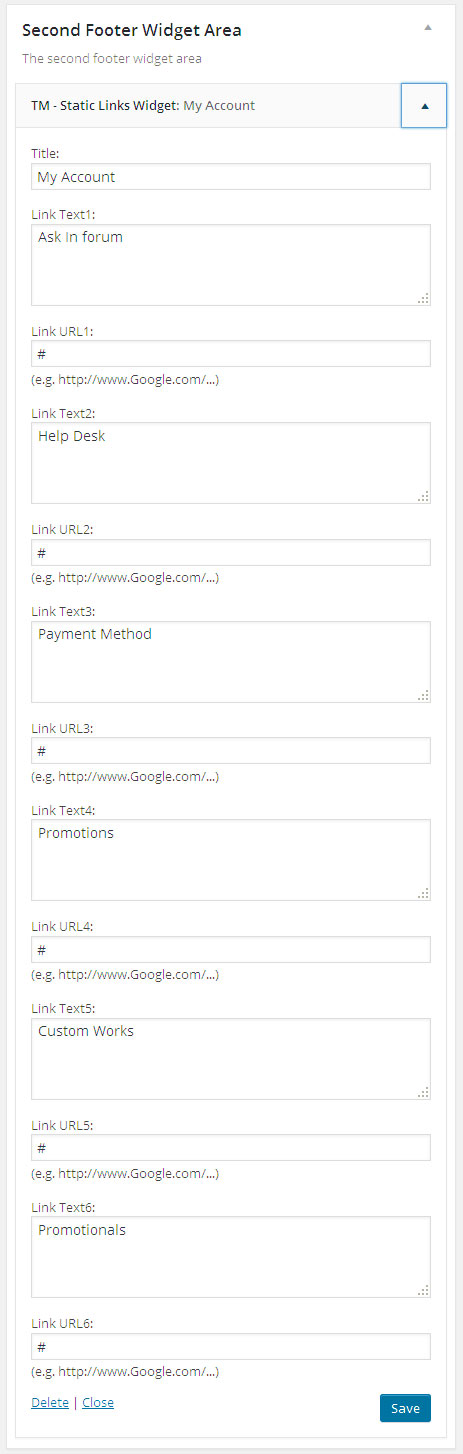 Second Footer Widget Area
The second footer widget area
TM - Static Links Widget: My Account
Title:
My Account
Link Text1:
Ask In forum
Link URL1:
#
(e.g. http://www.Google.com/...)
Link Text2:
Help Desk
Link URL2:
#
(e.g. http://www.Google.com/...)
Link Text3:
Payment Method
Link URL3:
#
(e.g. http://www.Google.com/...)
Link Text4:
Promotions
Link URL4:
#
(e.g. http://www.Google.com/...)
Link Text5:
Custom Works
Link URL5:
#
(e.g. http://www.Google.com/...)
Link Text6:
Promotionals
Link URL6:
#
(e.g. http://www.Google.com/...)
Delete | Close Save